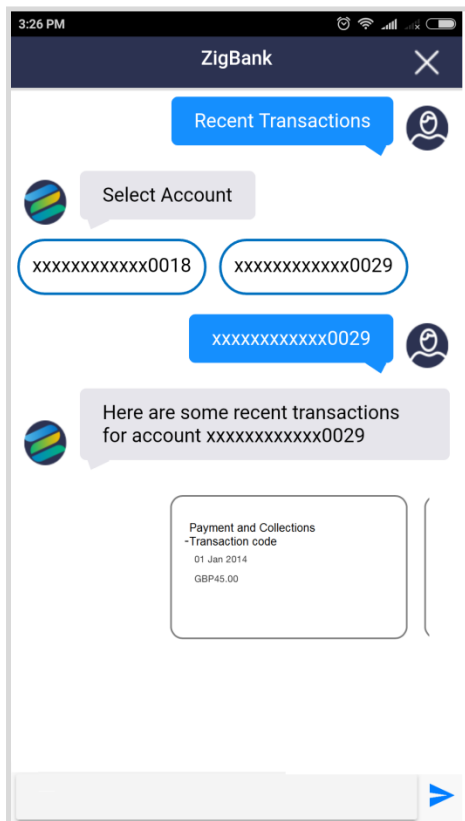 3:26 PM
ZigBank
Recent Transactions
Select Account
xxxxxxxxxxxx0018
xxxxxxxxxxxx0029
xxxxxxxxxxxx0029
Here are some recent transactions
for account xxxxxxxxxxxx0029
Payment and Collections
-Transaction code
01 Jan 2014
GBP45.00